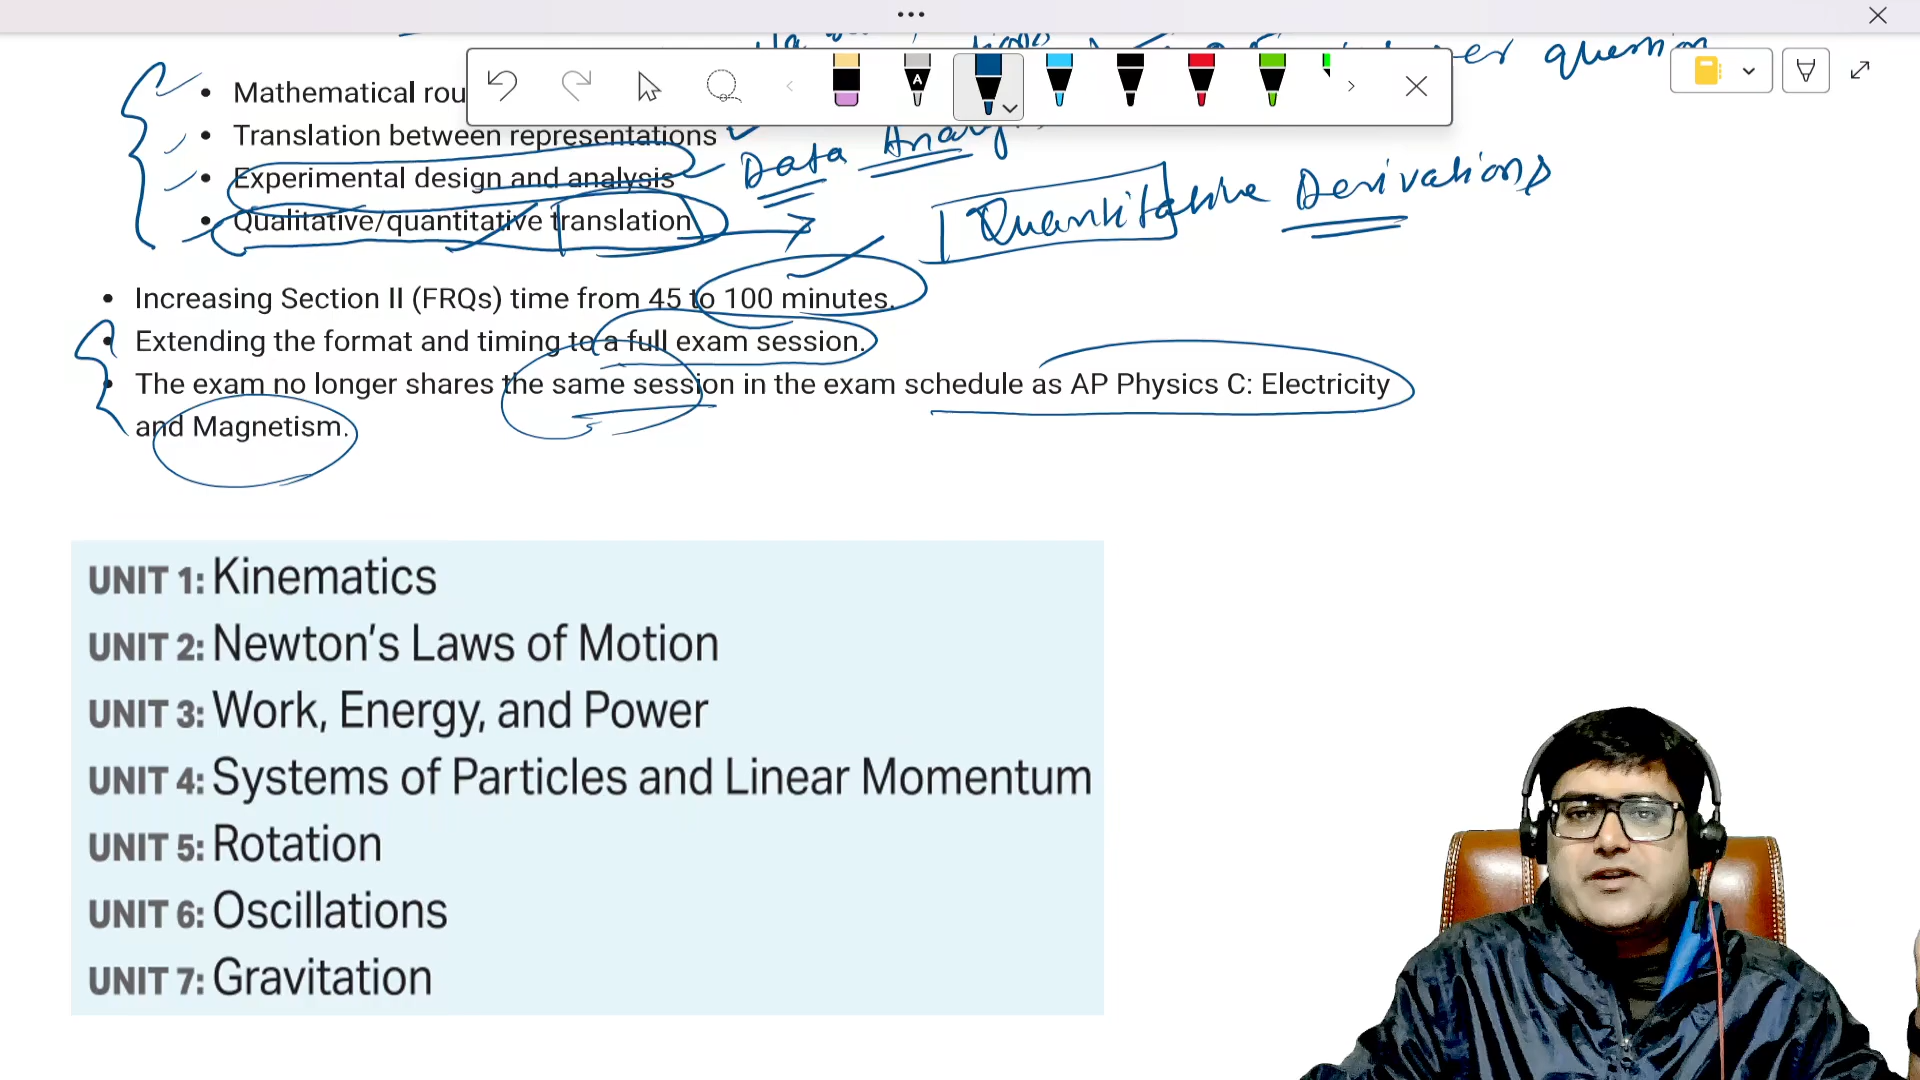 er question
Mathematical rou
Translation between representations
Data Analy
Experimental design and analysis
Quantitative Derivations
Qualitative/quantitative translation
Increasing Section II (FRQs) time from 45 to 100 minutes.
Extending the format and timing to a full exam session.
The exam no longer shares the same session in the exam schedule as AP Physics C: Electricity
and Magnetism.
UNIT 1: Kinematics
UNIT 2: Newton's Laws of Motion
UNIT 3: Work, Energy, and Power
UNIT 4: Systems of Particles and Linear Momentum
UNIT 5: Rotation
UNIT 6: Oscillations
UNIT 7: Gravitation